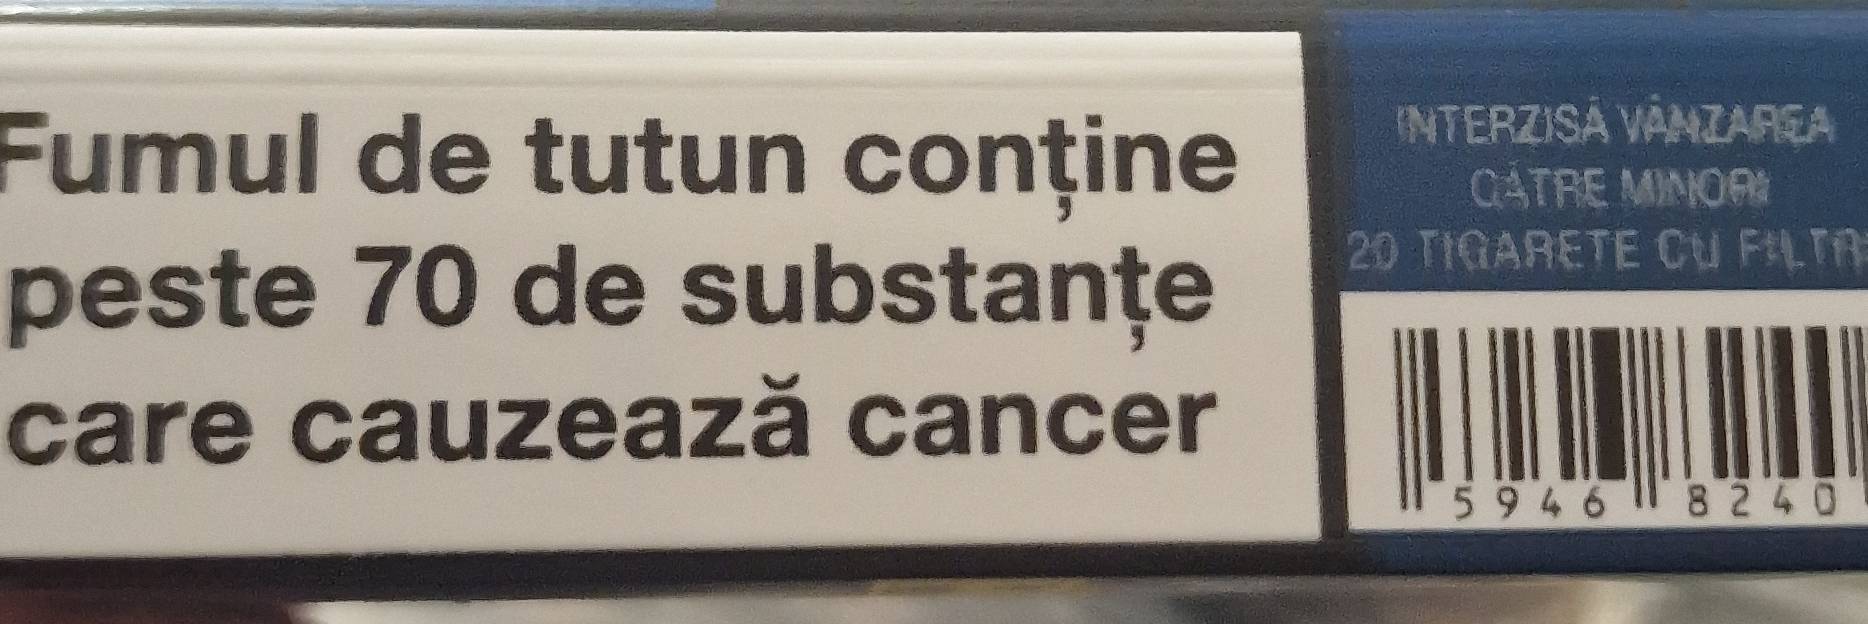 Fumul de tutun conține
peste 70 de substanțe
care cauzează cancer
INTERZISĂ VÂNZAREA
CĂTRE MINORI
20 ȚIGARETE CU FILTR
5946 8240